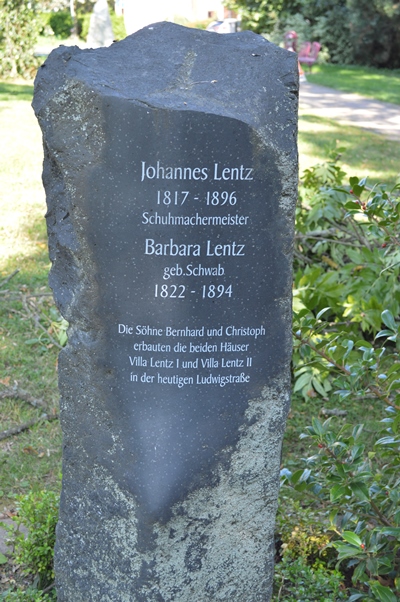 Johannes Lentz
1817 - 1896
Schuhmachermeister
Barbara Lentz
geb.Schwab
1822 - 1894
Die Söhne Bernhard und Christoph
erbauten die beiden Häuser
Villa Lentz I und Villa Lentz II
in der heutigen Ludwigstraße